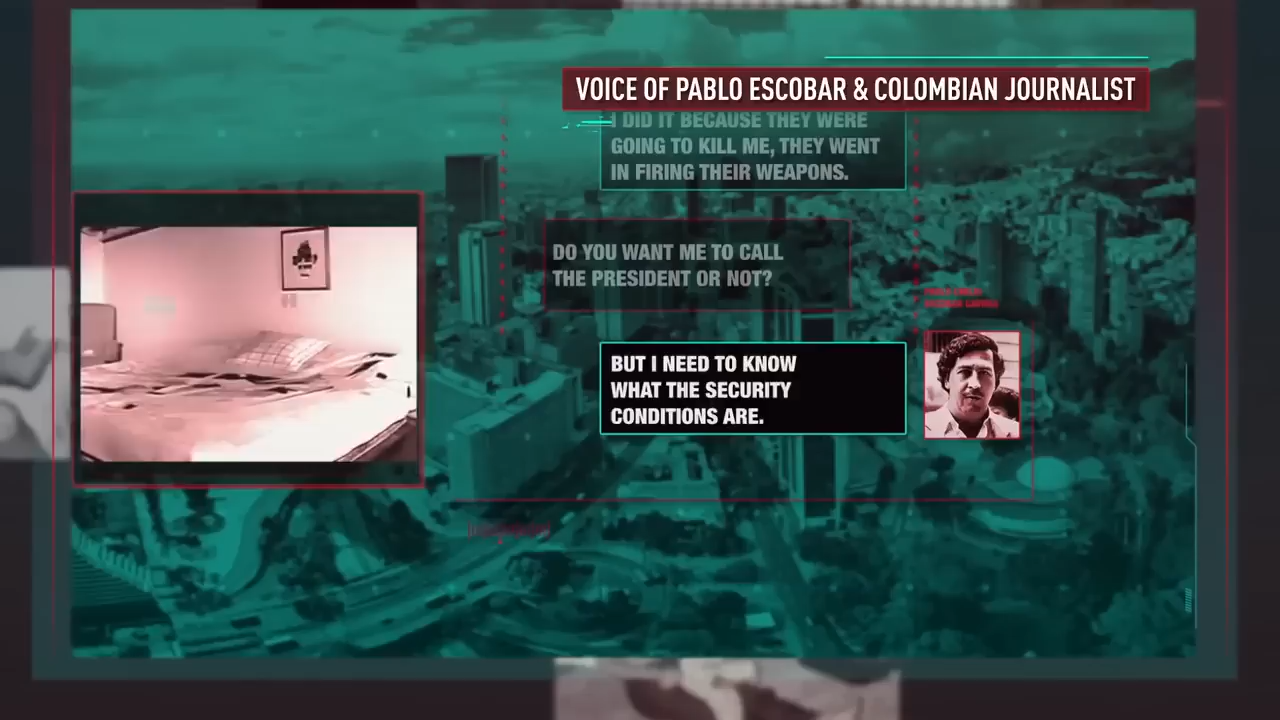 VOICE OF PABLO ESCOBAR & COLOMBIAN JOURNALIST
I DID IT BECAUSE THEY WERE
GOING TO KILL ME, THEY WENT
IN FIRING THEIR WEAPONS.
DO YOU WANT ME TO CALL
THE PRESIDENT OR NOT?
BUT I NEED TO KNOW
WHAT THE SECURITY
CONDITIONS ARE.